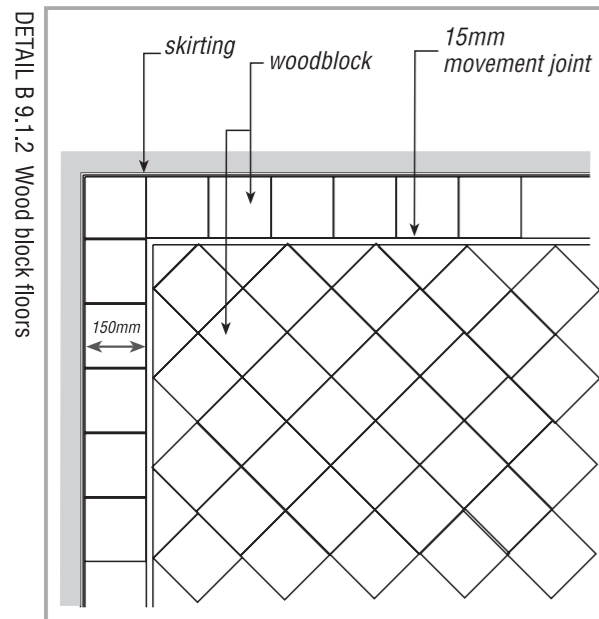 DETAIL B 9.1.2 Wood block floors
skirting
woodblock
15mm
movement joint
150mm